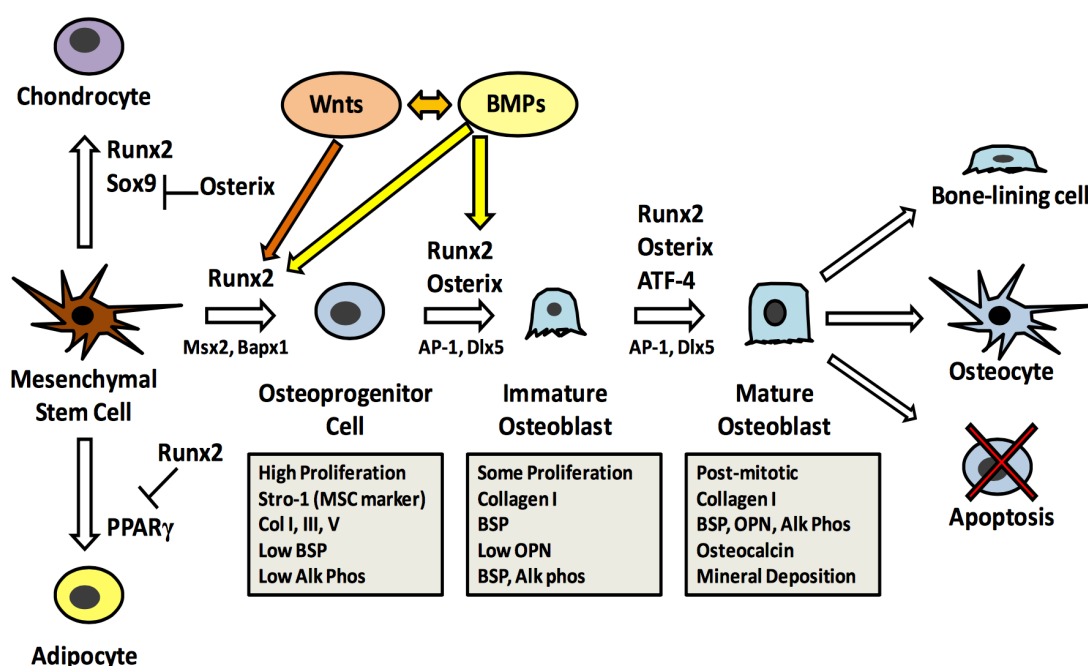 Chondrocyte
Wnts
BMPs
Runx2
Sox9
Osterix
Bone-lining cell
Runx2
Msx2, Bapx1
Runx2
Osterix
AP-1, Dlx5
Runx2
Osterix
ATF-4
AP-1, Dlx5
Mesenchymal
Stem Cell
Osteoprogenitor
Cell
Immature
Osteoblast
Mature
Osteoblast
Osteocyte
Runx2
PPARγ
High Proliferation
Stro-1 (MSC marker)
Col I, III, V
Low BSP
Low Alk Phos
Some Proliferation
Collagen I
BSP
Low OPN
BSP, Alk phos
Post-mitotic
Collagen I
BSP, OPN, Alk Phos
Osteocalcin
Mineral Deposition
Apoptosis
Adipocyte